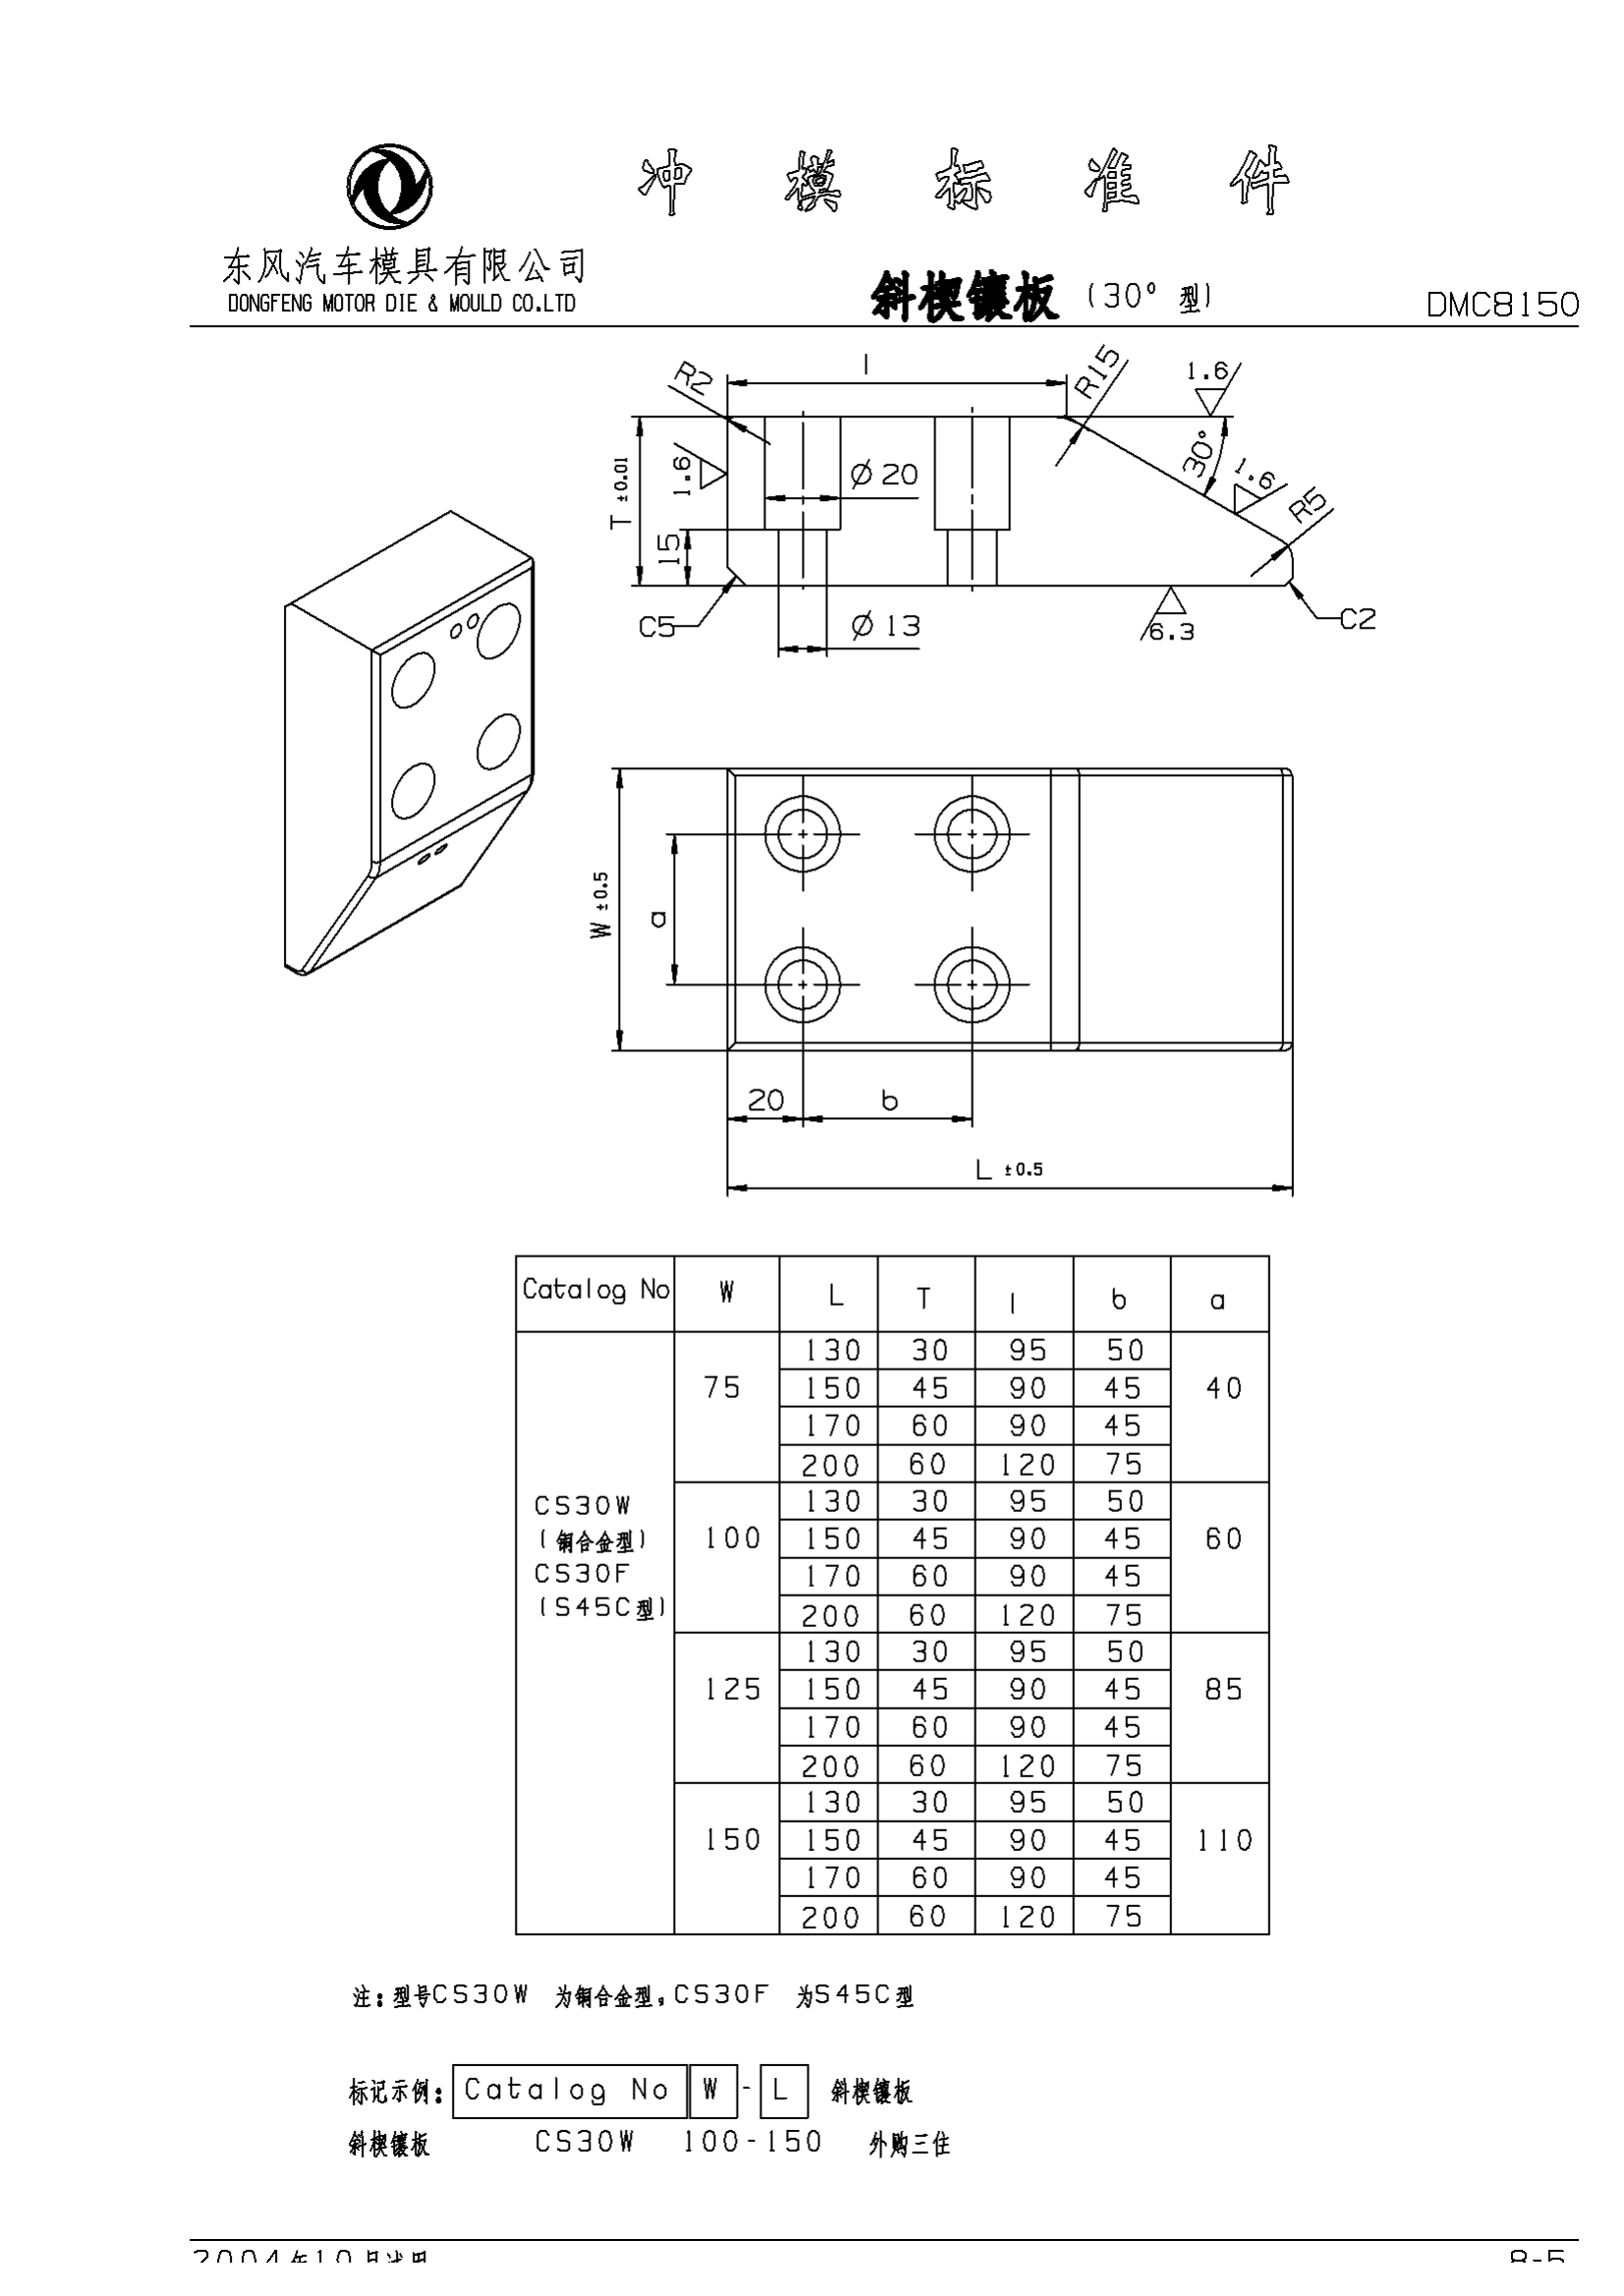 冲模标准件
东风汽车模具有限公司
DONGFENG MOTOR DIE & MOULD CO.LTD
斜楔镶板 (30° 型)
DMC8150
l
R2
R15
1.6
T ±0.01
1.6
Ø 20
30°
1.6
R5
15
C5
Ø 13
6.3
C2
W ±0.5
a
20
b
L ±0.5
Catalog No W L T l b a
130 30 95 50
75 150 45 90 45 40
170 60 90 45
200 60 120 75
CS30W 130 30 95 50
(铜合金型) 100 150 45 90 45 60
CS30F 170 60 90 45
(S45C型) 200 60 120 75
130 30 95 50
125 150 45 90 45 85
170 60 90 45
200 60 120 75
130 30 95 50
150 150 45 90 45 110
170 60 90 45
200 60 120 75
注：型号CS30W 为铜合金型，CS30F 为S45C型
标记示例： Catalog No W - L 斜楔镶板
斜楔镶板 CS30W 100-150 外购三住
2004年10月
8-5